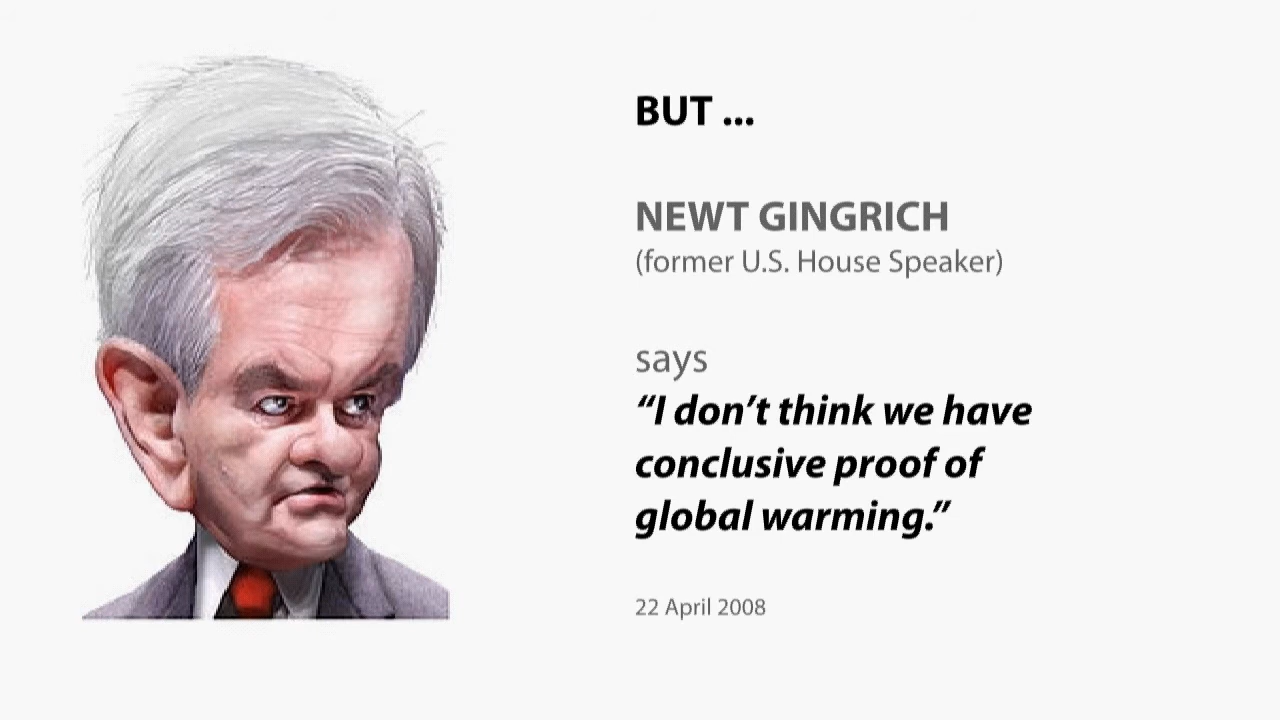 BUT ...
NEWT GINGRICH
(former U.S. House Speaker)
says
“I don’t think we have
conclusive proof of
global warming.”
22 April 2008